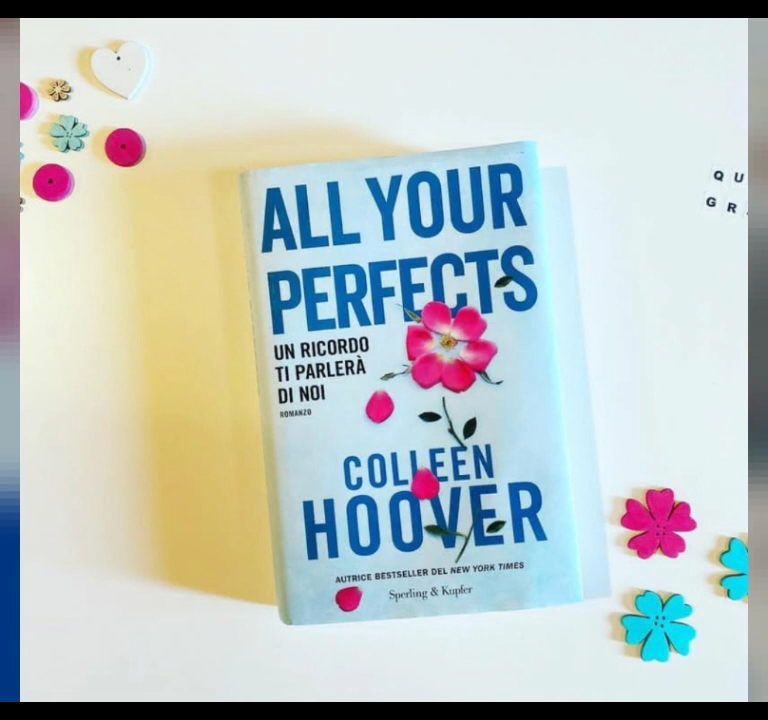 ALL YOUR
PERFECTS
UN RICORDO
TI PARLERÀ
DI NOI
ROMANZO
COLLEEN
HOOVER
AUTRICE BESTSELLER DEL NEW YORK TIMES
Sperling & Kupfer